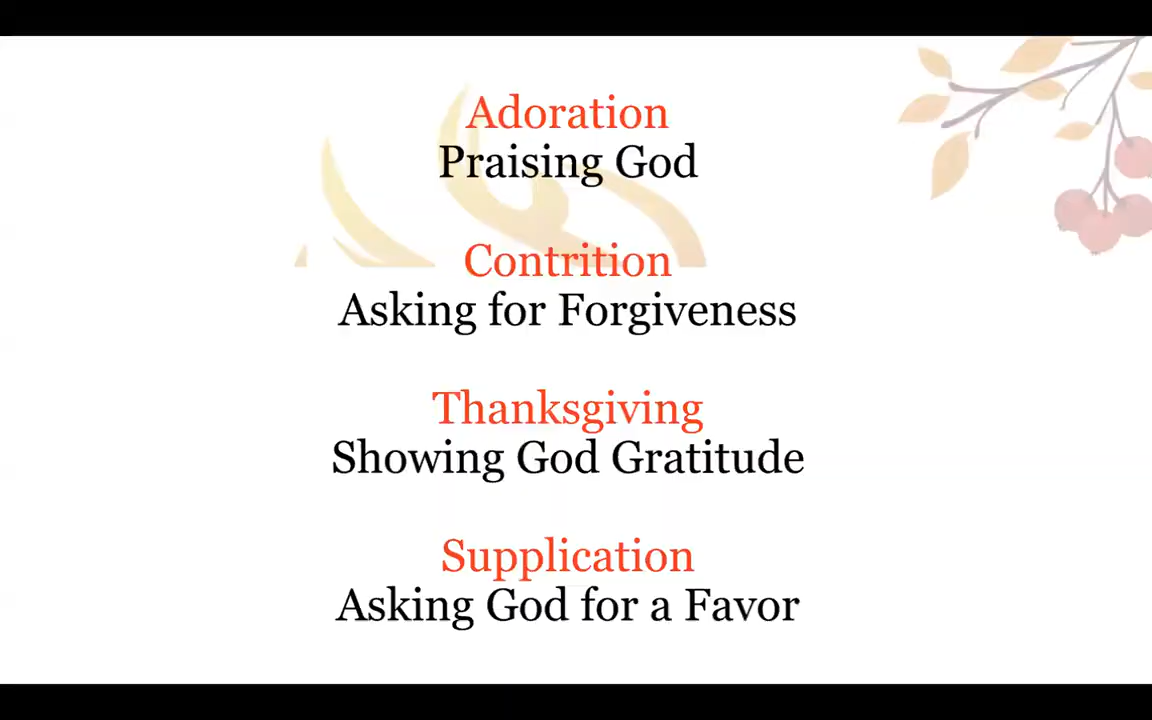 Adoration
Praising God
Contrition
Asking for Forgiveness
Thanksgiving
Showing God Gratitude
Supplication
Asking God for a Favor